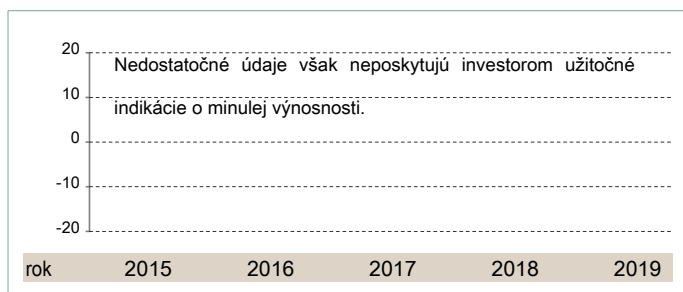 20
Nedostatočné údaje však neposkytujú investorom užitočné
10
indikácie o minulej výnosnosti.
0
-10
-20
rok 2015 2016 2017 2018 2019